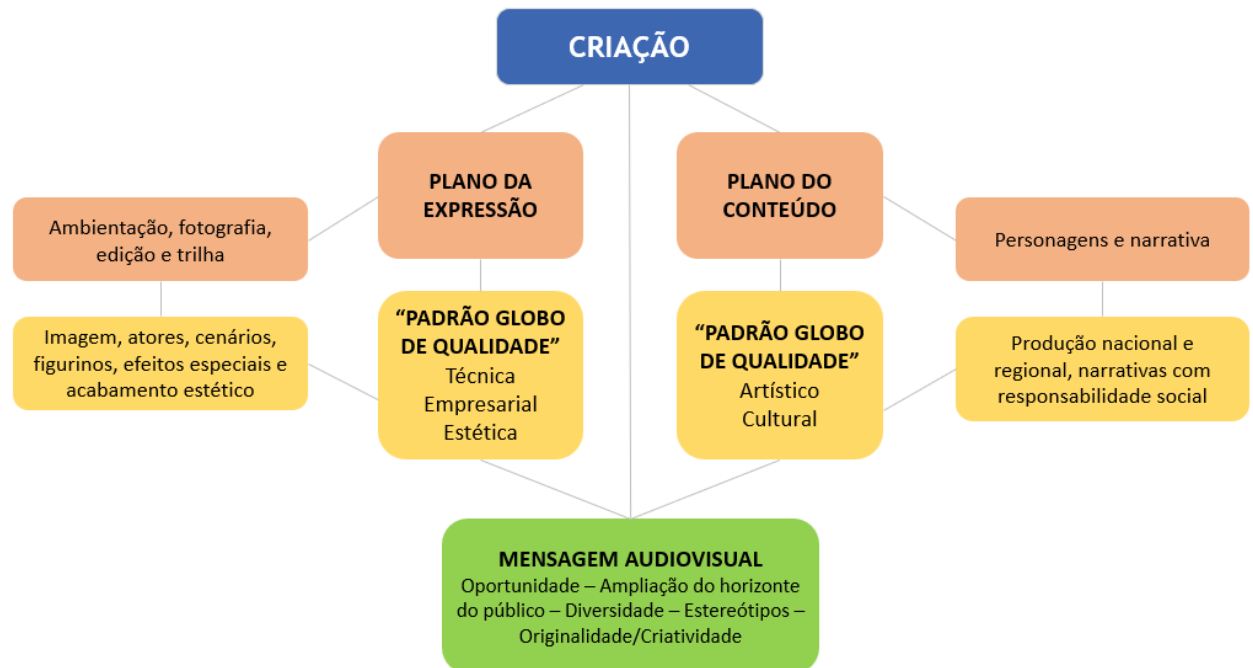 CRIAÇÃO
PLANO DA
EXPRESSÃO
PLANO DO
CONTEÚDO
Ambientação, fotografia,
edição e trilha
Personagens e narrativa
Imagem, atores, cenários,
figurinos, efeitos especiais e
acabamento estético
“PADRÃO GLOBO
DE QUALIDADE”
Técnica
Empresarial
Estética
“PADRÃO GLOBO
DE QUALIDADE”
Artístico
Cultural
Produção nacional e
regional, narrativas com
responsabilidade social
MENSAGEM AUDIOVISUAL
Oportunidade – Ampliação do horizonte
do público – Diversidade – Estereótipos –
Originalidade/Criatividade